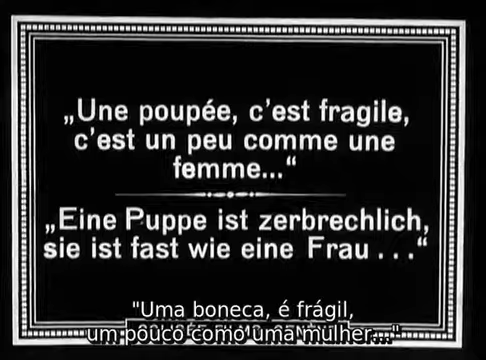 „Une poupée, c’est fragile,
c’est un peu comme une
femme...“
„Eine Puppe ist zerbrechlich,
sie ist fast wie eine Frau . . .“
"Uma boneca, é frágil,
um pouco como uma mulher..."